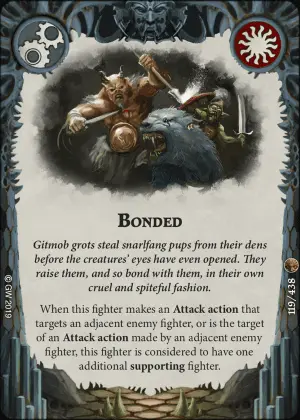 BONDED
Gitmob grots steal snarlfang pups from their dens
before the creatures' eyes have even opened. They
raise them, and so bond with them, in their own
cruel and spiteful fashion.
When this fighter makes an Attack action that
targets an adjacent enemy fighter, or is the target
of an Attack action made by an adjacent enemy
fighter, this fighter is considered to have one
additional supporting fighter.
© GW 2019
119/438